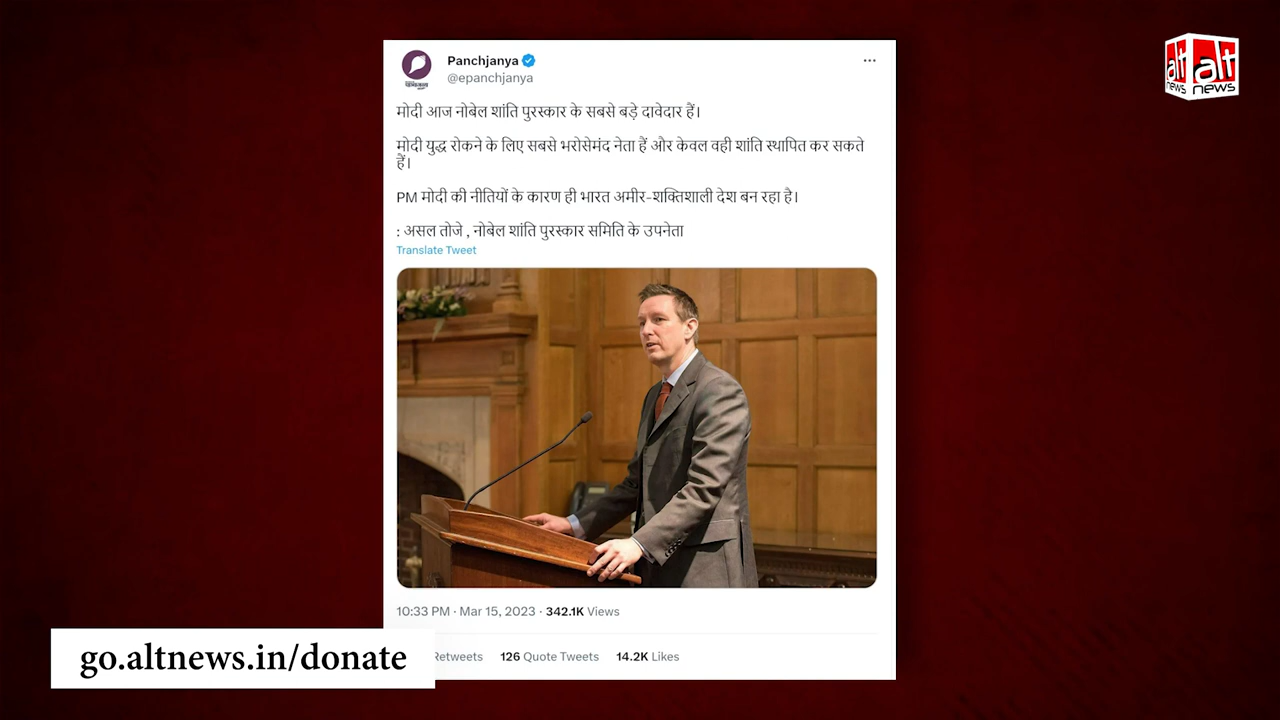 Panchjanya
@epanchjanya
मोदी आज नोबेल शांति पुरस्कार के सबसे बड़े दावेदार हैं।
मोदी युद्ध रोकने के लिए सबसे भरोसेमंद नेता हैं और केवल वही शांति स्थापित कर सकते
हैं।
PM मोदी की नीतियों के कारण ही भारत अमीर-शक्तिशाली देश बन रहा है।
: असल तोजे , नोबेल शांति पुरस्कार समिति के उपनेता
Translate Tweet
10:33 PM · Mar 15, 2023 · 342.1K Views
Retweets 126 Quote Tweets 14.2K Likes
go.altnews.in/donate
alt alt
news news